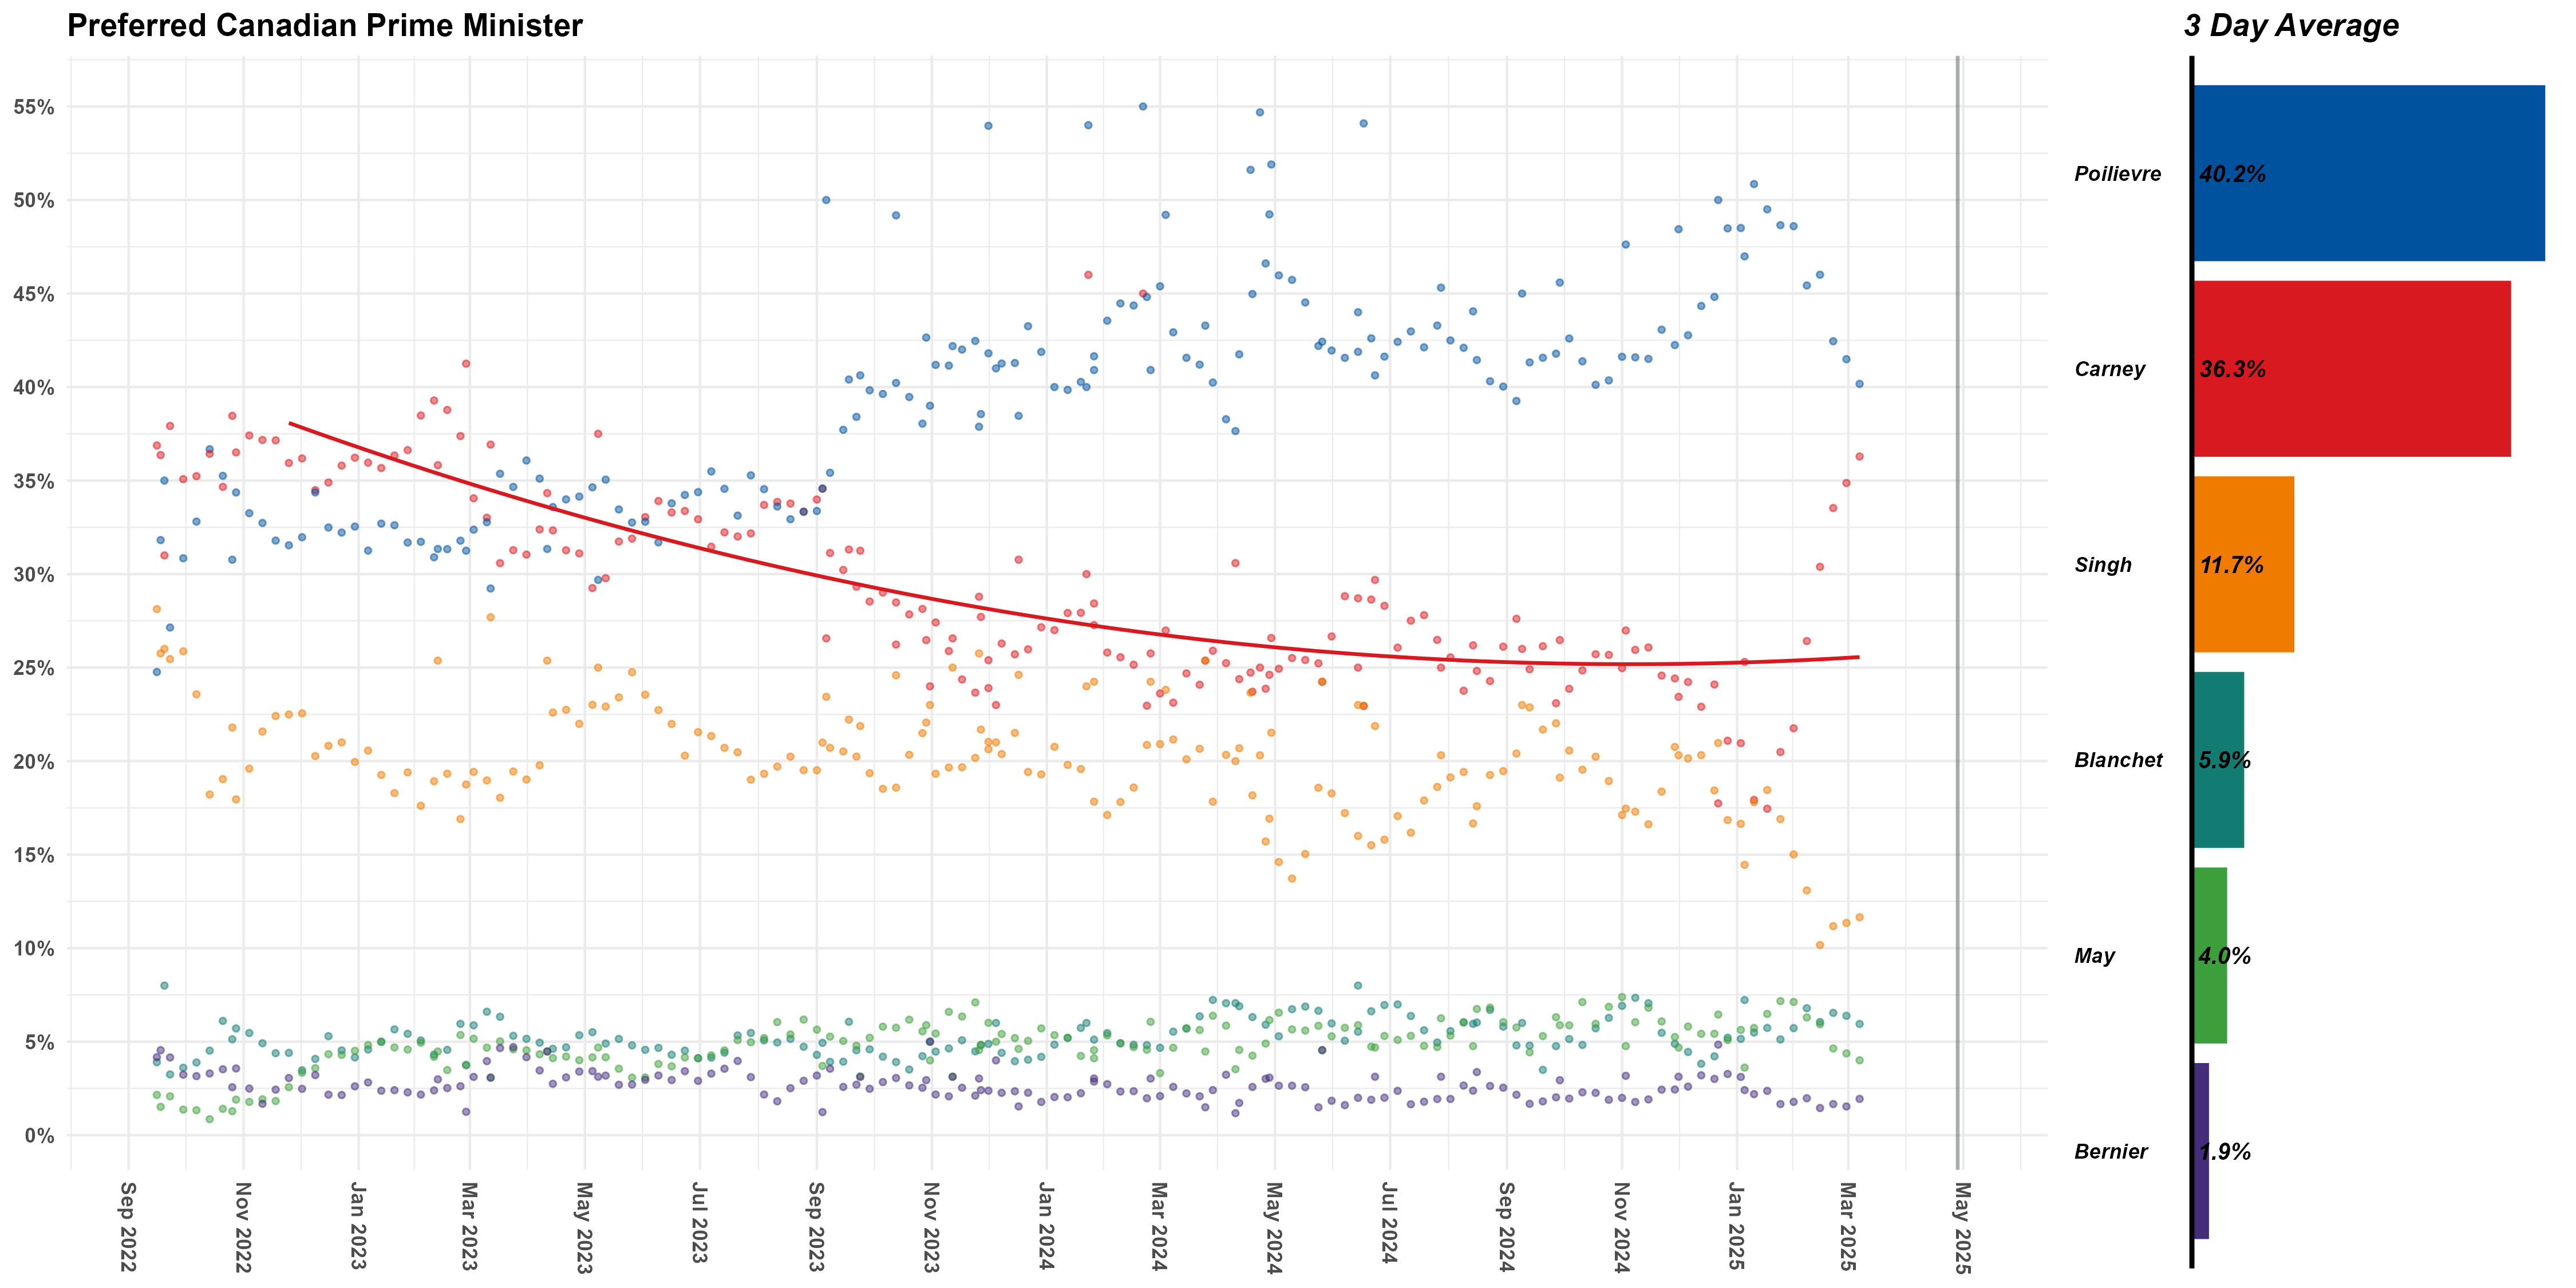 Preferred Canadian Prime Minister
3 Day Average
55%
50%
45%
40%
35%
30%
25%
20%
15%
10%
5%
0%
Sep 2022
Nov 2022
Jan 2023
Mar 2023
May 2023
Jul 2023
Sep 2023
Nov 2023
Jan 2024
Mar 2024
May 2024
Jul 2024
Sep 2024
Nov 2024
Jan 2025
Mar 2025
May 2025
Poilievre 40.2%
Carney 36.3%
Singh 11.7%
Blanchet 5.9%
May 4.0%
Bernier 1.9%